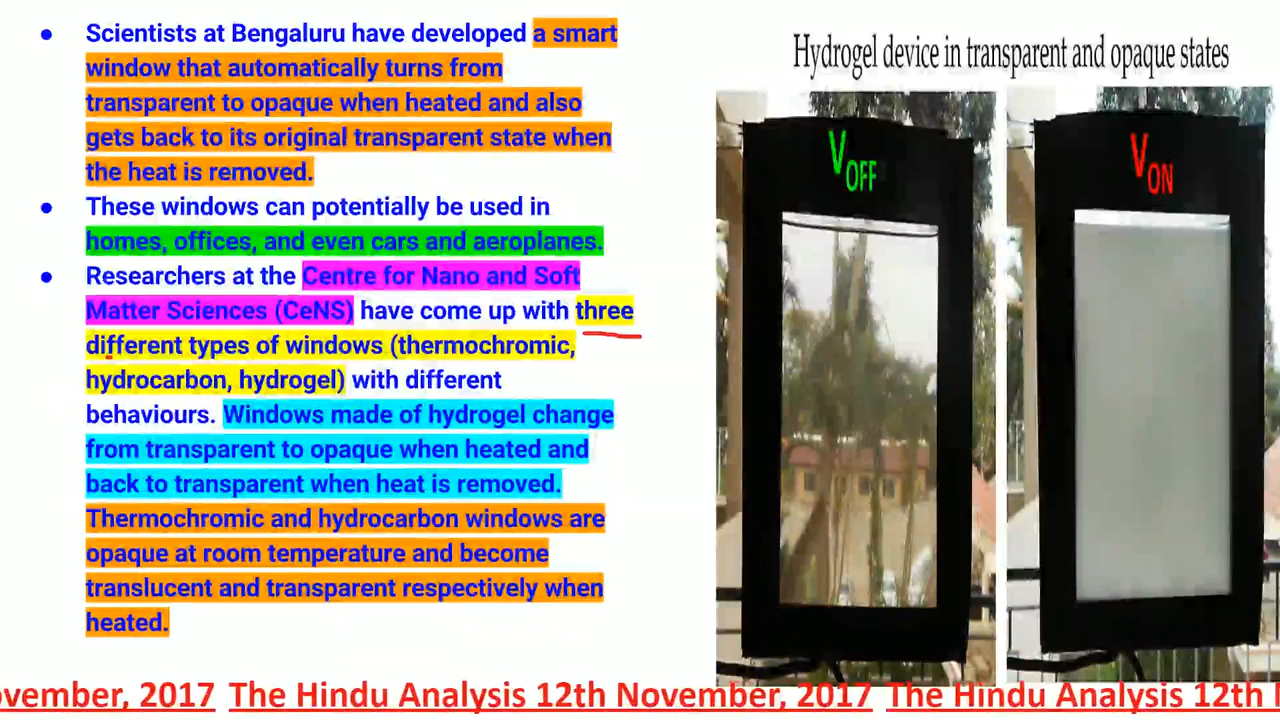 Scientists at Bengaluru have developed a smart
window that automatically turns from
transparent to opaque when heated and also
gets back to its original transparent state when
the heat is removed.
These windows can potentially be used in
homes, offices, and even cars and aeroplanes.
Researchers at the Centre for Nano and Soft
Matter Sciences (CeNS) have come up with three
different types of windows (thermochromic,
hydrocarbon, hydrogel) with different
behaviours. Windows made of hydrogel change
from transparent to opaque when heated and
back to transparent when heat is removed.
Thermochromic and hydrocarbon windows are
opaque at room temperature and become
translucent and transparent respectively when
heated.
Hydrogel device in transparent and opaque states
VOFF
VON
ovember, 2017 The Hindu Analysis 12th November, 2017 The Hindu Analysis 12th